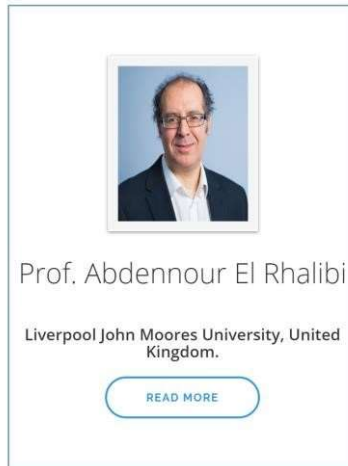 Prof. Abdennour El Rhalibi
Liverpool John Moores University, United
Kingdom.
READ MORE